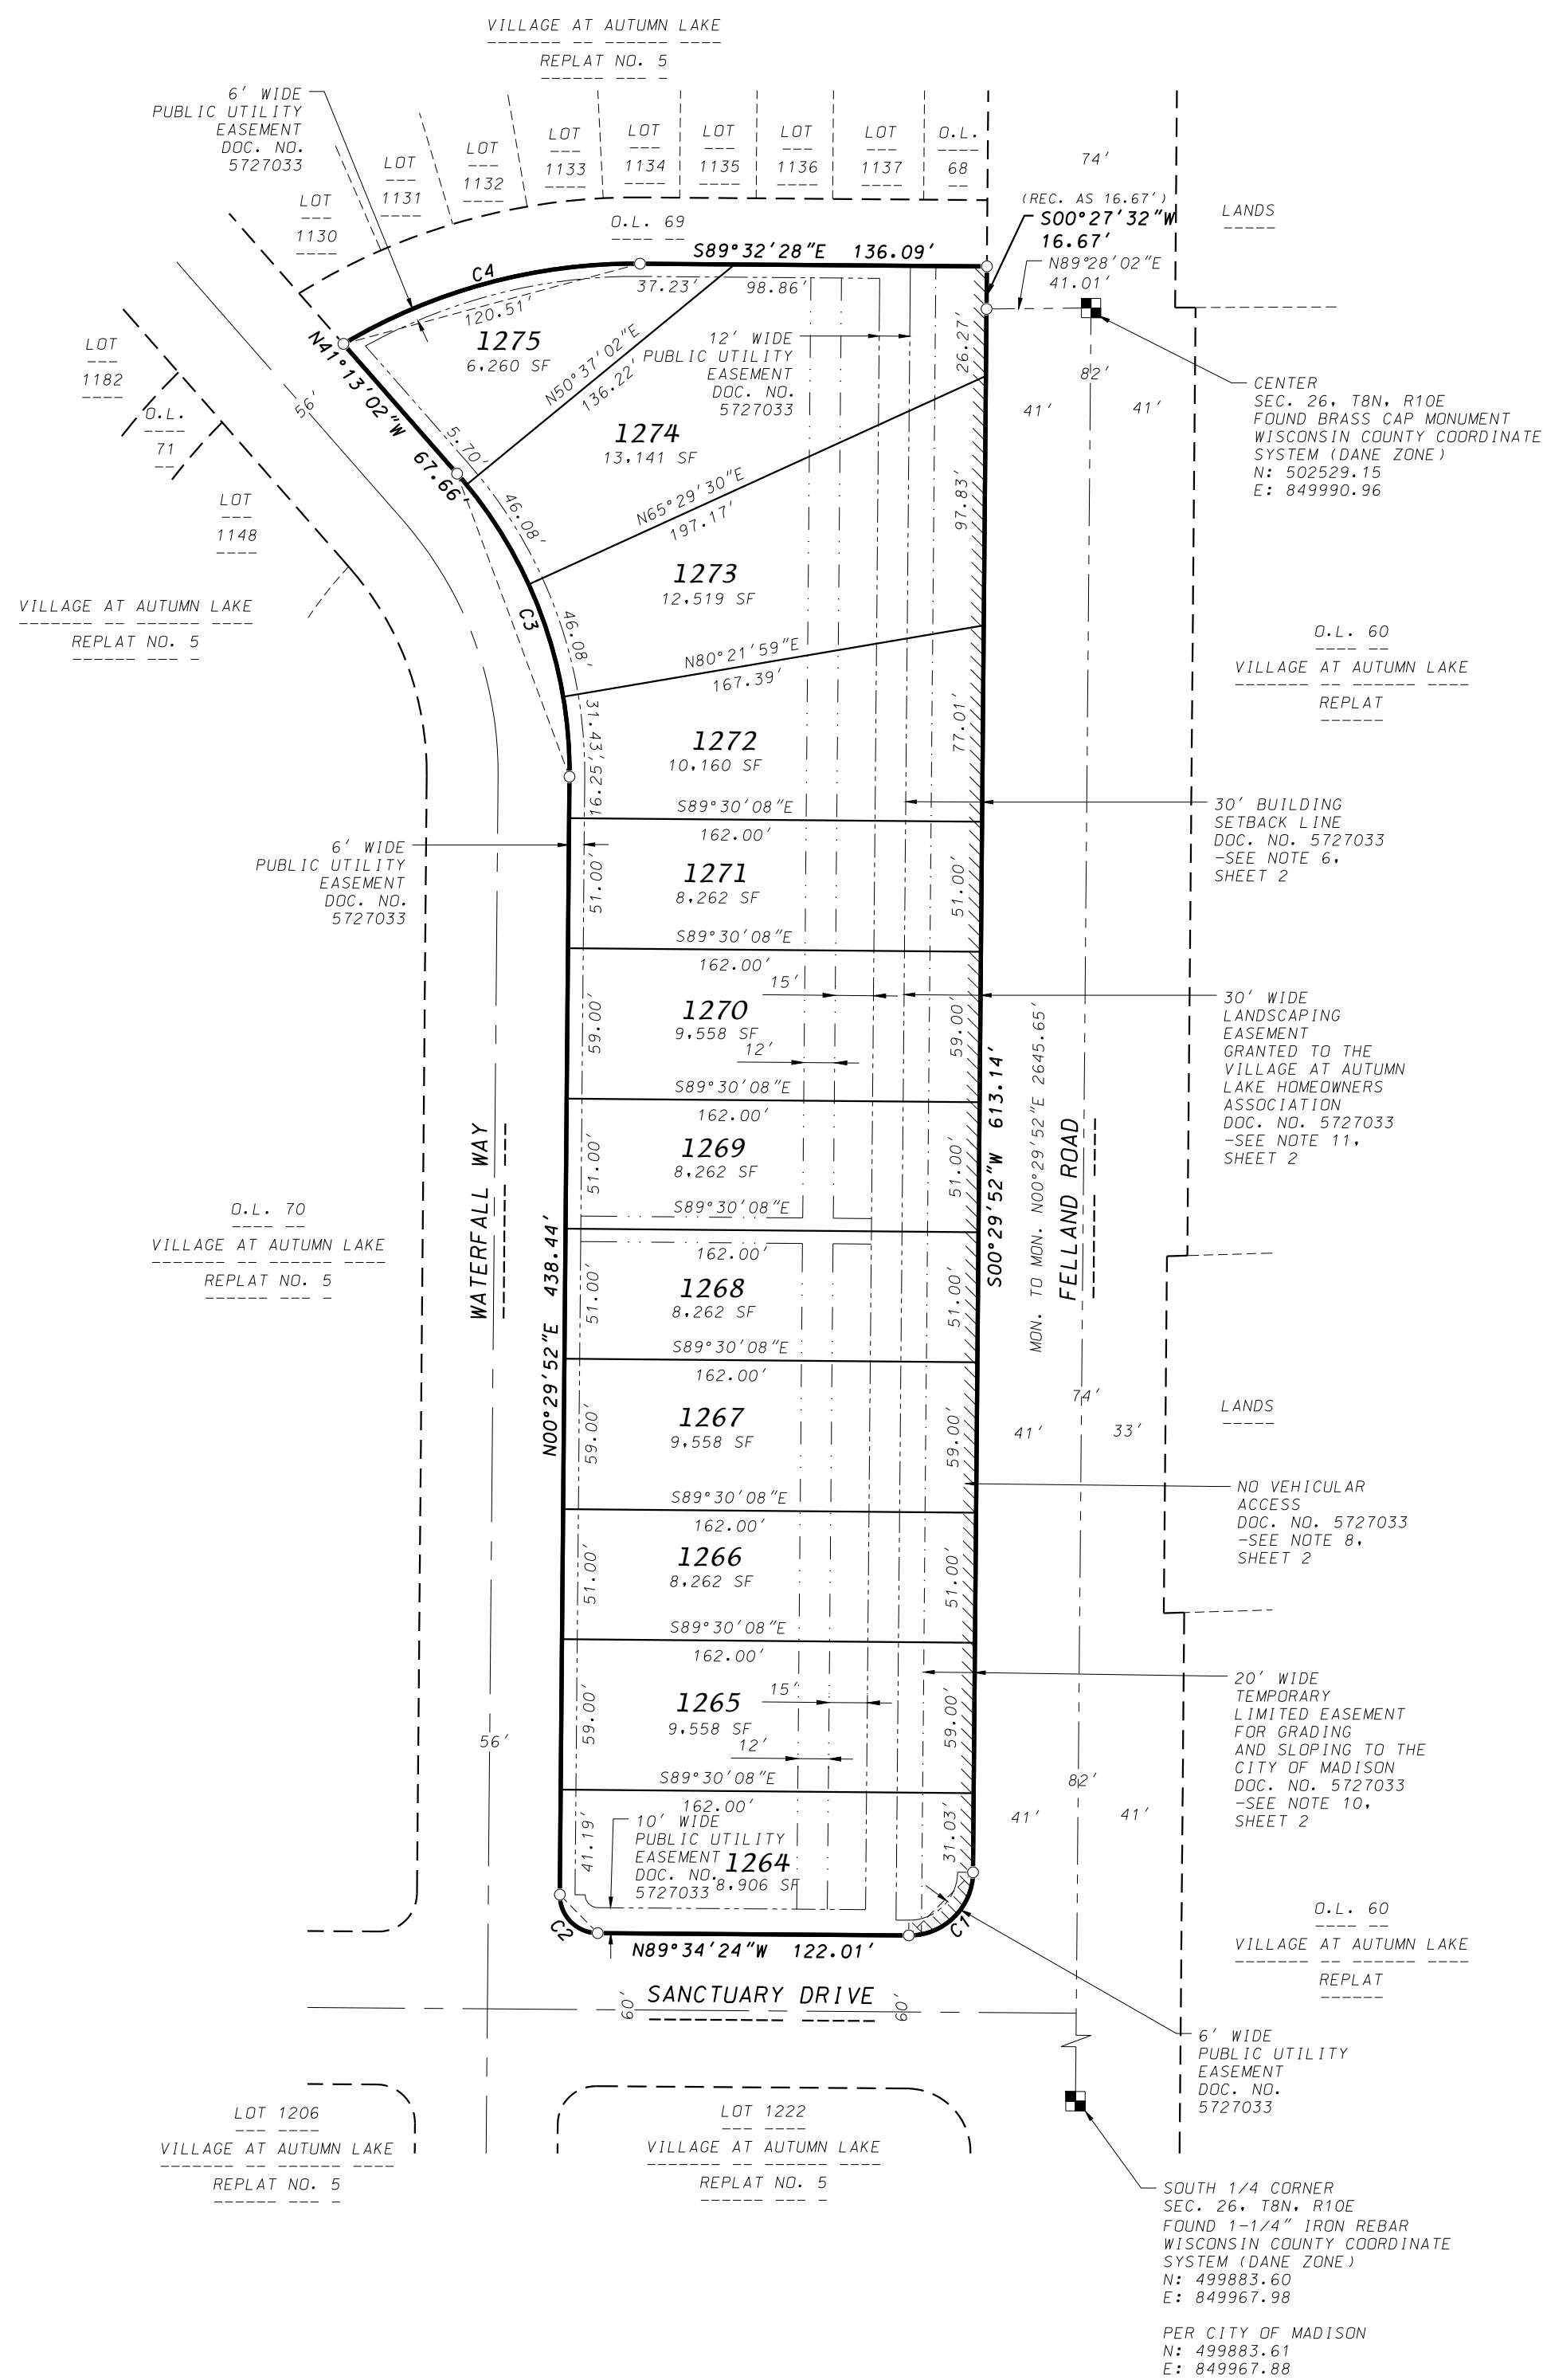 VILLAGE AT AUTUMN LAKE
REPLAT NO. 5
6' WIDE
PUBLIC UTILITY
EASEMENT
DOC. NO.
5727033
LOT
1130
LOT
1131
LOT
1132
LOT
1133
LOT
1134
LOT
1135
LOT
1136
LOT
1137
O.L.
68
74'
LANDS
O.L. 69
(REC. AS 16.67')
S00°27'32"W
16.67'
N89°28'02"E
41.01'
S89°32'28"E 136.09'
C4
37.23'
98.86'
120.51'
1275
6,260 SF
N50°37'02"E
136.22'
12' WIDE
PUBLIC UTILITY
EASEMENT
DOC. NO.
5727033
26.27'
82'
41'
41'
CENTER
SEC. 26, T8N, R10E
FOUND BRASS CAP MONUMENT
WISCONSIN COUNTY COORDINATE
SYSTEM (DANE ZONE)
N: 502529.15
E: 849990.96
LOT
1182
O.L.
71
56'
N41°13'02"W 67.66'
5.70'
LOT
1148
1274
13,141 SF
46.08'
N65°29'30"E
197.17'
97.83'
VILLAGE AT AUTUMN LAKE
REPLAT NO. 5
C3
46.08'
1273
12,519 SF
N80°21'59"E
167.39'
O.L. 60
VILLAGE AT AUTUMN LAKE
REPLAT
31.43'
1272
10,160 SF
77.01'
16.25'
S89°30'08"E
162.00'
30' BUILDING
SETBACK LINE
DOC. NO. 5727033
-SEE NOTE 6,
SHEET 2
6' WIDE
PUBLIC UTILITY
EASEMENT
DOC. NO.
5727033
51.00'
1271
8,262 SF
51.00'
S89°30'08"E
162.00'
15'
59.00'
1270
9,558 SF
59.00'
12'
30' WIDE
LANDSCAPING
EASEMENT
GRANTED TO THE
VILLAGE AT AUTUMN
LAKE HOMEOWNERS
ASSOCIATION
DOC. NO. 5727033
-SEE NOTE 11,
SHEET 2
S89°30'08"E
162.00'
51.00'
1269
8,262 SF
51.00'
S89°30'08"E
162.00'
WATERFALL WAY
N00°29'52"E 438.44'
S00°29'52"W 613.14'
MON. TO MON. N00°29'52"E 2645.65'
FELLAND ROAD
O.L. 70
VILLAGE AT AUTUMN LAKE
REPLAT NO. 5
51.00'
1268
8,262 SF
51.00'
S89°30'08"E
162.00'
59.00'
1267
9,558 SF
59.00'
74'
41'
33'
LANDS
NO VEHICULAR
ACCESS
DOC. NO. 5727033
-SEE NOTE 8,
SHEET 2
S89°30'08"E
162.00'
51.00'
1266
8,262 SF
51.00'
S89°30'08"E
162.00'
59.00'
1265
9,558 SF
15'
12'
59.00'
56'
20' WIDE
TEMPORARY
LIMITED EASEMENT
FOR GRADING
AND SLOPING TO THE
CITY OF MADISON
DOC. NO. 5727033
-SEE NOTE 10,
SHEET 2
S89°30'08"E
162.00'
82'
41'
41'
41.19'
10' WIDE
PUBLIC UTILITY
EASEMENT
DOC. NO.
5727033
1264
8,906 SF
31.03'
C2
C1
N89°34'24"W 122.01'
O.L. 60
VILLAGE AT AUTUMN LAKE
REPLAT
60'
SANCTUARY DRIVE
60'
6' WIDE
PUBLIC UTILITY
EASEMENT
DOC. NO.
5727033
LOT 1206
VILLAGE AT AUTUMN LAKE
REPLAT NO. 5
LOT 1222
VILLAGE AT AUTUMN LAKE
REPLAT NO. 5
SOUTH 1/4 CORNER
SEC. 26, T8N, R10E
FOUND 1-1/4" IRON REBAR
WISCONSIN COUNTY COORDINATE
SYSTEM (DANE ZONE)
N: 499883.60
E: 849967.98
PER CITY OF MADISON
N: 499883.61
E: 849967.88